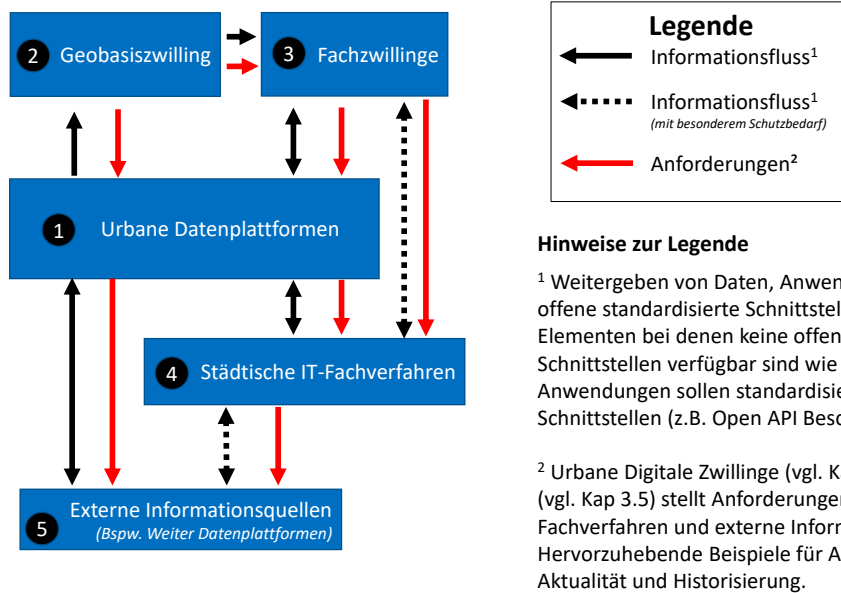 2 Geobasiszwilling
3 Fachzwillinge
1 Urbane Datenplattformen
4 Städtische IT-Fachverfahren
5 Externe Informationsquellen
(Bspw. Weiter Datenplattformen)
Legende
Informationsfluss¹
Informationsfluss¹
(mit besonderem Schutzbedarf)
Anforderungen²
Hinweise zur Legende
¹ Weitergeben von Daten, Anwen
offene standardisierte Schnittstel
Elementen bei denen keine offen
Schnittstellen verfügbar sind wie
Anwendungen sollen standardisie
Schnittstellen (z.B. Open API Besc
² Urbane Digitale Zwillinge (vgl. Ka
(vgl. Kap 3.5) stellt Anforderungen
Fachverfahren und externe Inform
Hervorzuhebende Beispiele für A
Aktualität und Historisierung.